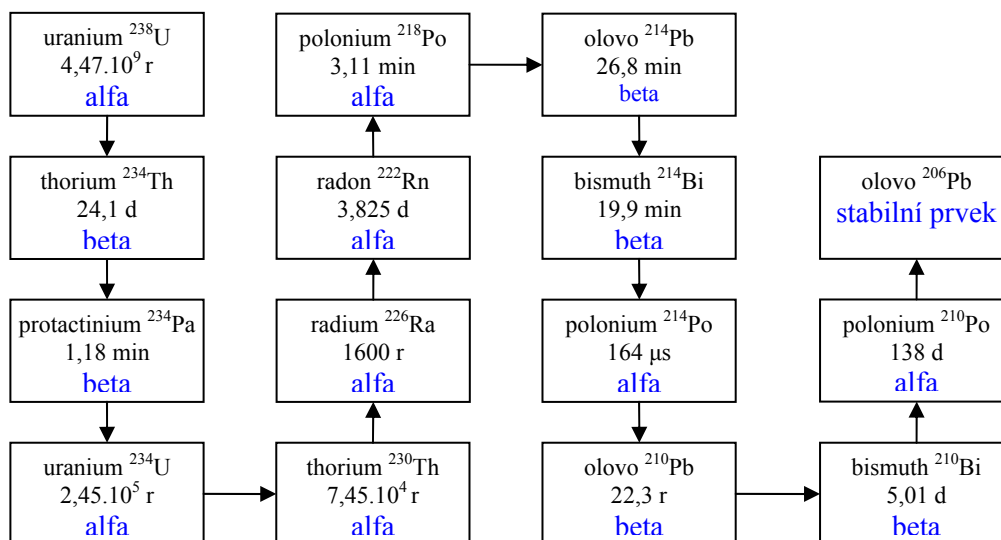 uranium ²³⁸U
4,47.10⁹ r
alfa
thorium ²³⁴Th
24,1 d
beta
protactinium ²³⁴Pa
1,18 min
beta
uranium ²³⁴U
2,45.10⁵ r
alfa
thorium ²³⁰Th
7,45.10⁴ r
alfa
radium ²²⁶Ra
1600 r
alfa
radon ²²²Rn
3,825 d
alfa
polonium ²¹⁸Po
3,11 min
alfa
olovo ²¹⁴Pb
26,8 min
beta
bismuth ²¹⁴Bi
19,9 min
beta
polonium ²¹⁴Po
164 µs
alfa
olovo ²¹⁰Pb
22,3 r
beta
bismuth ²¹⁰Bi
5,01 d
beta
polonium ²¹⁰Po
138 d
alfa
olovo ²⁰⁶Pb
stabilní prvek